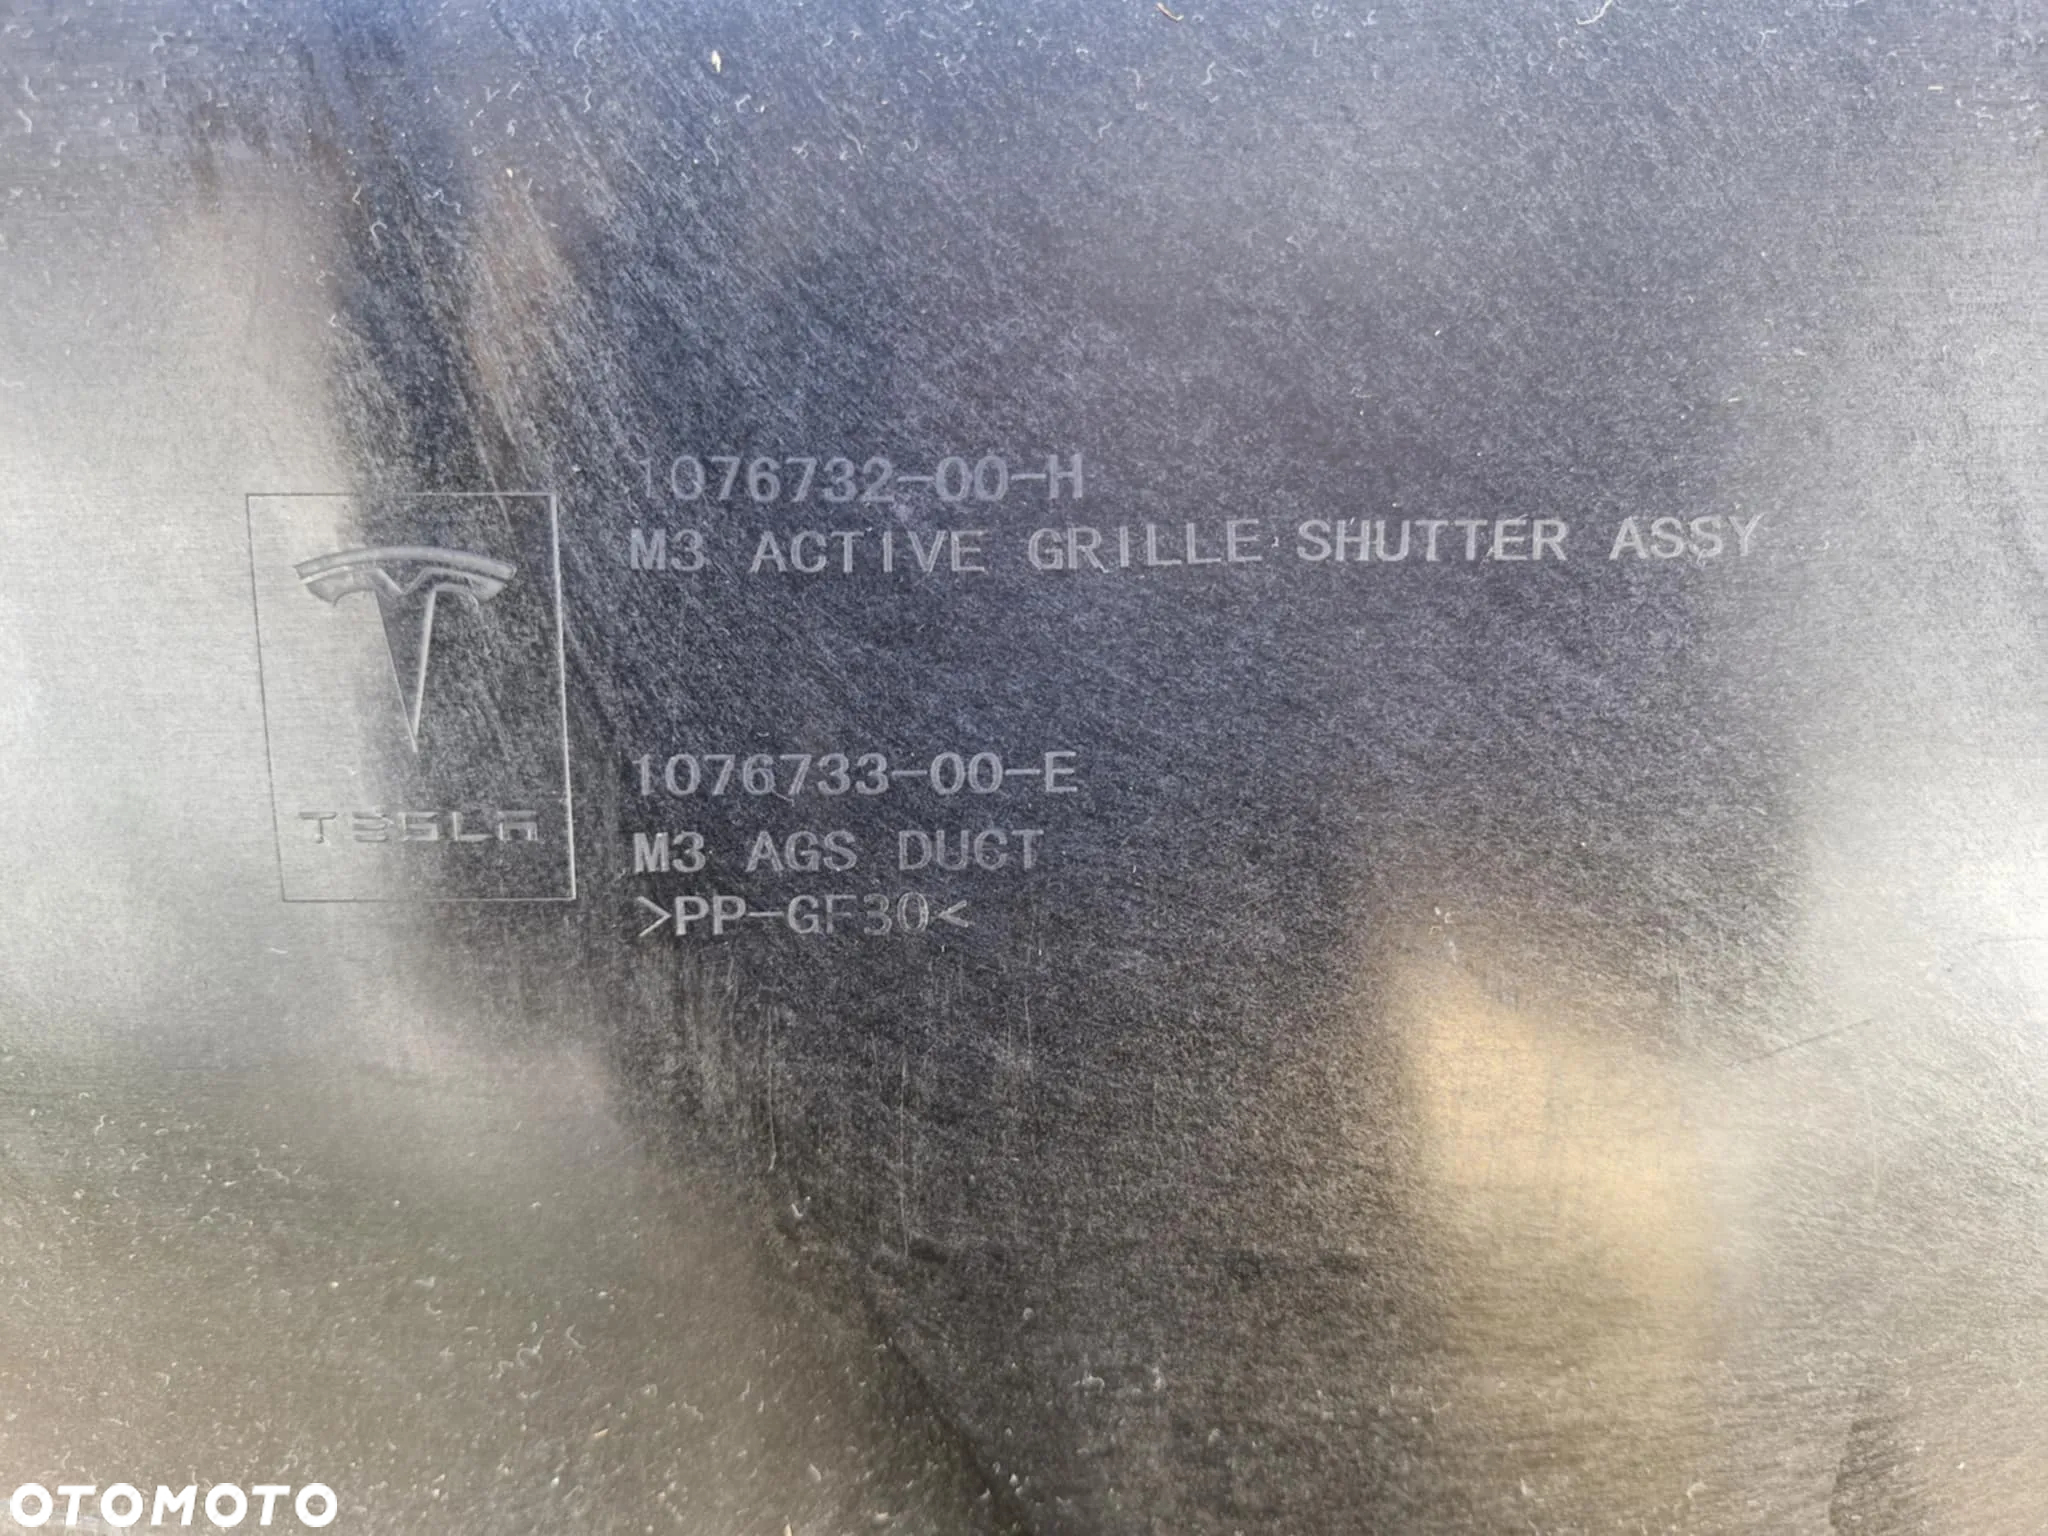 1076732-00-H
M3 ACTIVE GRILLE SHUTTER ASSY
TESLA
1076733-00-E
M3 AGS DUCT
>PP-GF30<
OTOMOTO